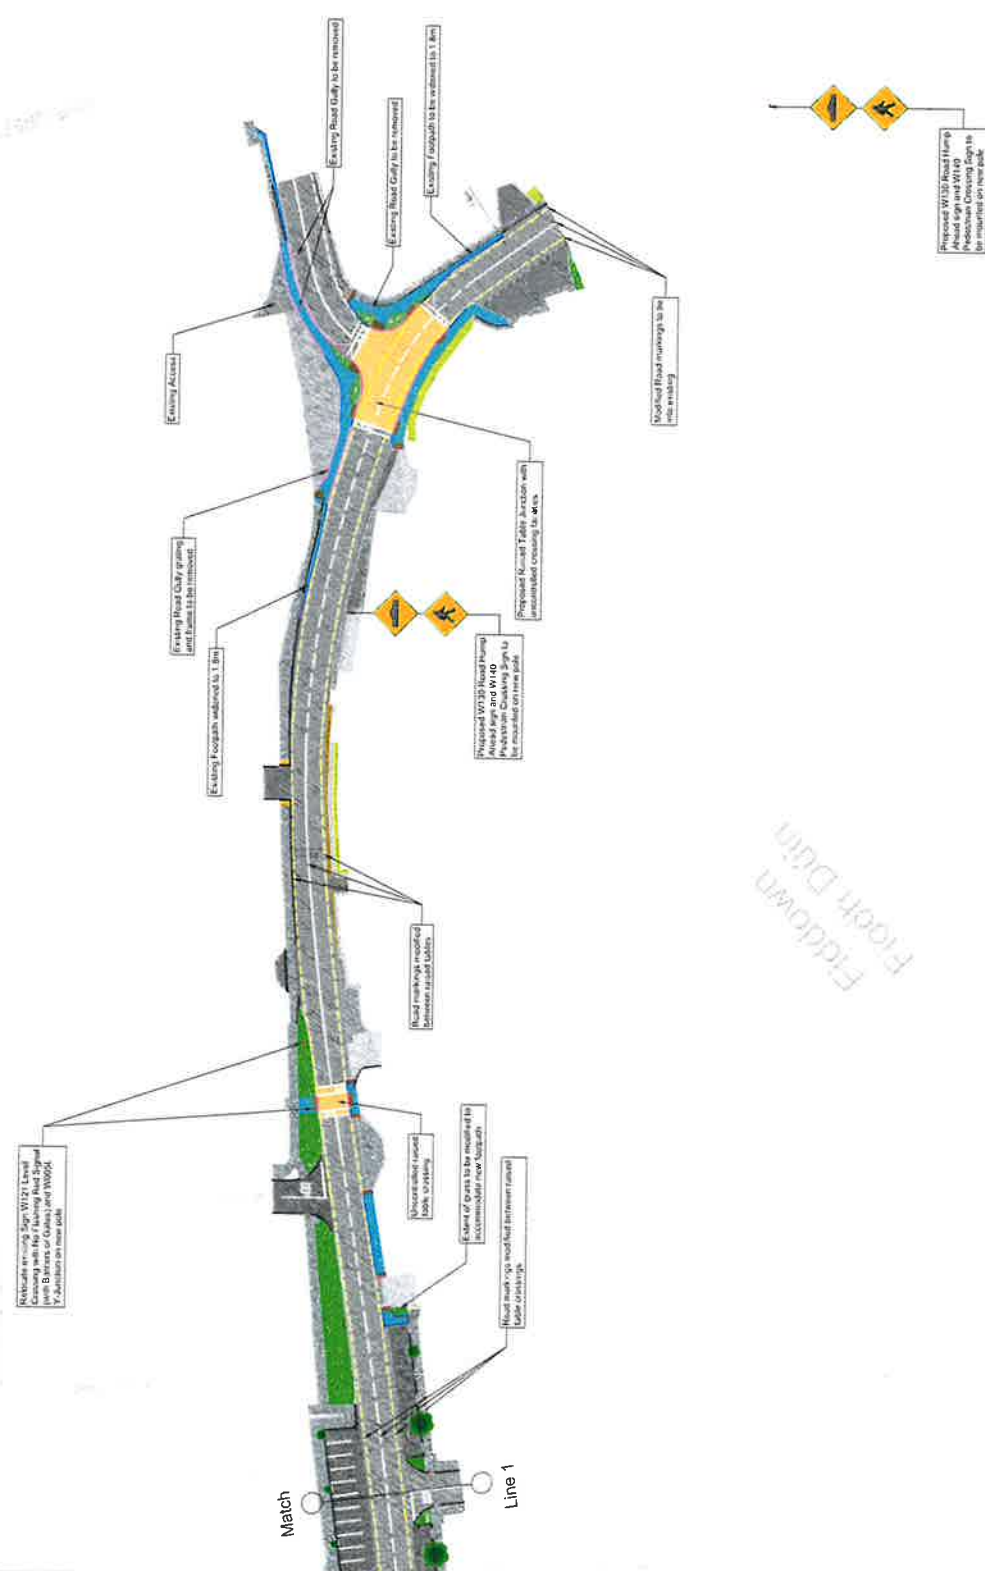 Existing Road Gully to be removed
Existing Road Gully to be removed
Existing Footpath to be widened to 1.8m
Proposed W130 Road Hump
Ahead sign and W140
Pedestrian Crossing Sign to
be mounted on new pole
Existing Access
Modified Road markings to tie
into existing
Existing Road Gully grating
and frame to be removed
Proposed Raised Table Junction with
uncontrolled crossing facilities
Existing Footpath widened to 1.8m
Proposed W130 Road Hump
Ahead sign and W140
Pedestrian Crossing Sign to
be mounted on new pole
Road markings modified
between raised tables
Fiddown
Fiodh Dúin
Relocate existing Sign W121 Level
Crossing with No Flashing Red Signal
(with Barriers or Gates) and
Y-Junction on new pole
Uncontrolled raised
table crossing
Extent of grass to be modified to
accommodate new footpath
Road markings modified between raised
table crossings
Match
Line 1